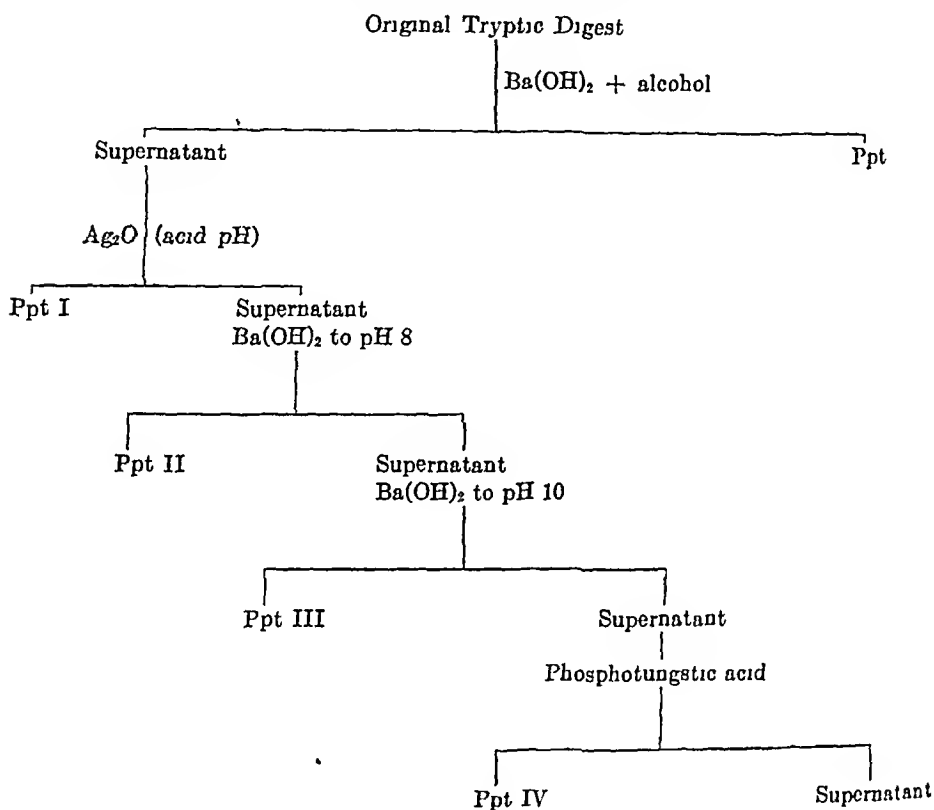 Original Tryptic Digest
Ba(OH)₂ + alcohol
Supernatant
Ppt
Ag₂O (acid pH)
Ppt I
Supernatant
Ba(OH)₂ to pH 8
Ppt II
Supernatant
Ba(OH)₂ to pH 10
Ppt III
Supernatant
Phosphotungstic acid
Ppt IV
Supernatant